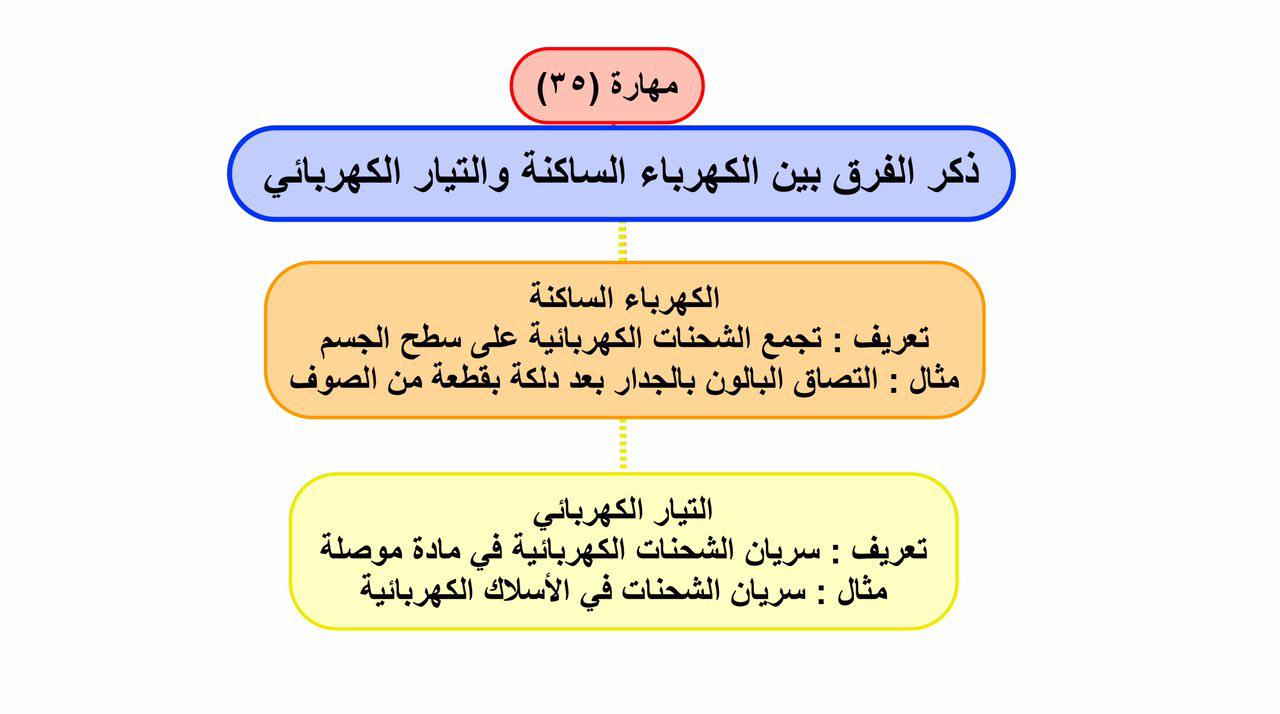 مهارة (٣٥)
ذكر الفرق بين الكهرباء الساكنة والتيار الكهربائي
الكهرباء الساكنة
تعريف : تجمع الشحنات الكهربائية على سطح الجسم
مثال : التصاق البالون بالجدار بعد دلكة بقطعة من الصوف
التيار الكهربائي
تعريف : سريان الشحنات الكهربائية في مادة موصلة
مثال : سريان الشحنات في الأسلاك الكهربائية